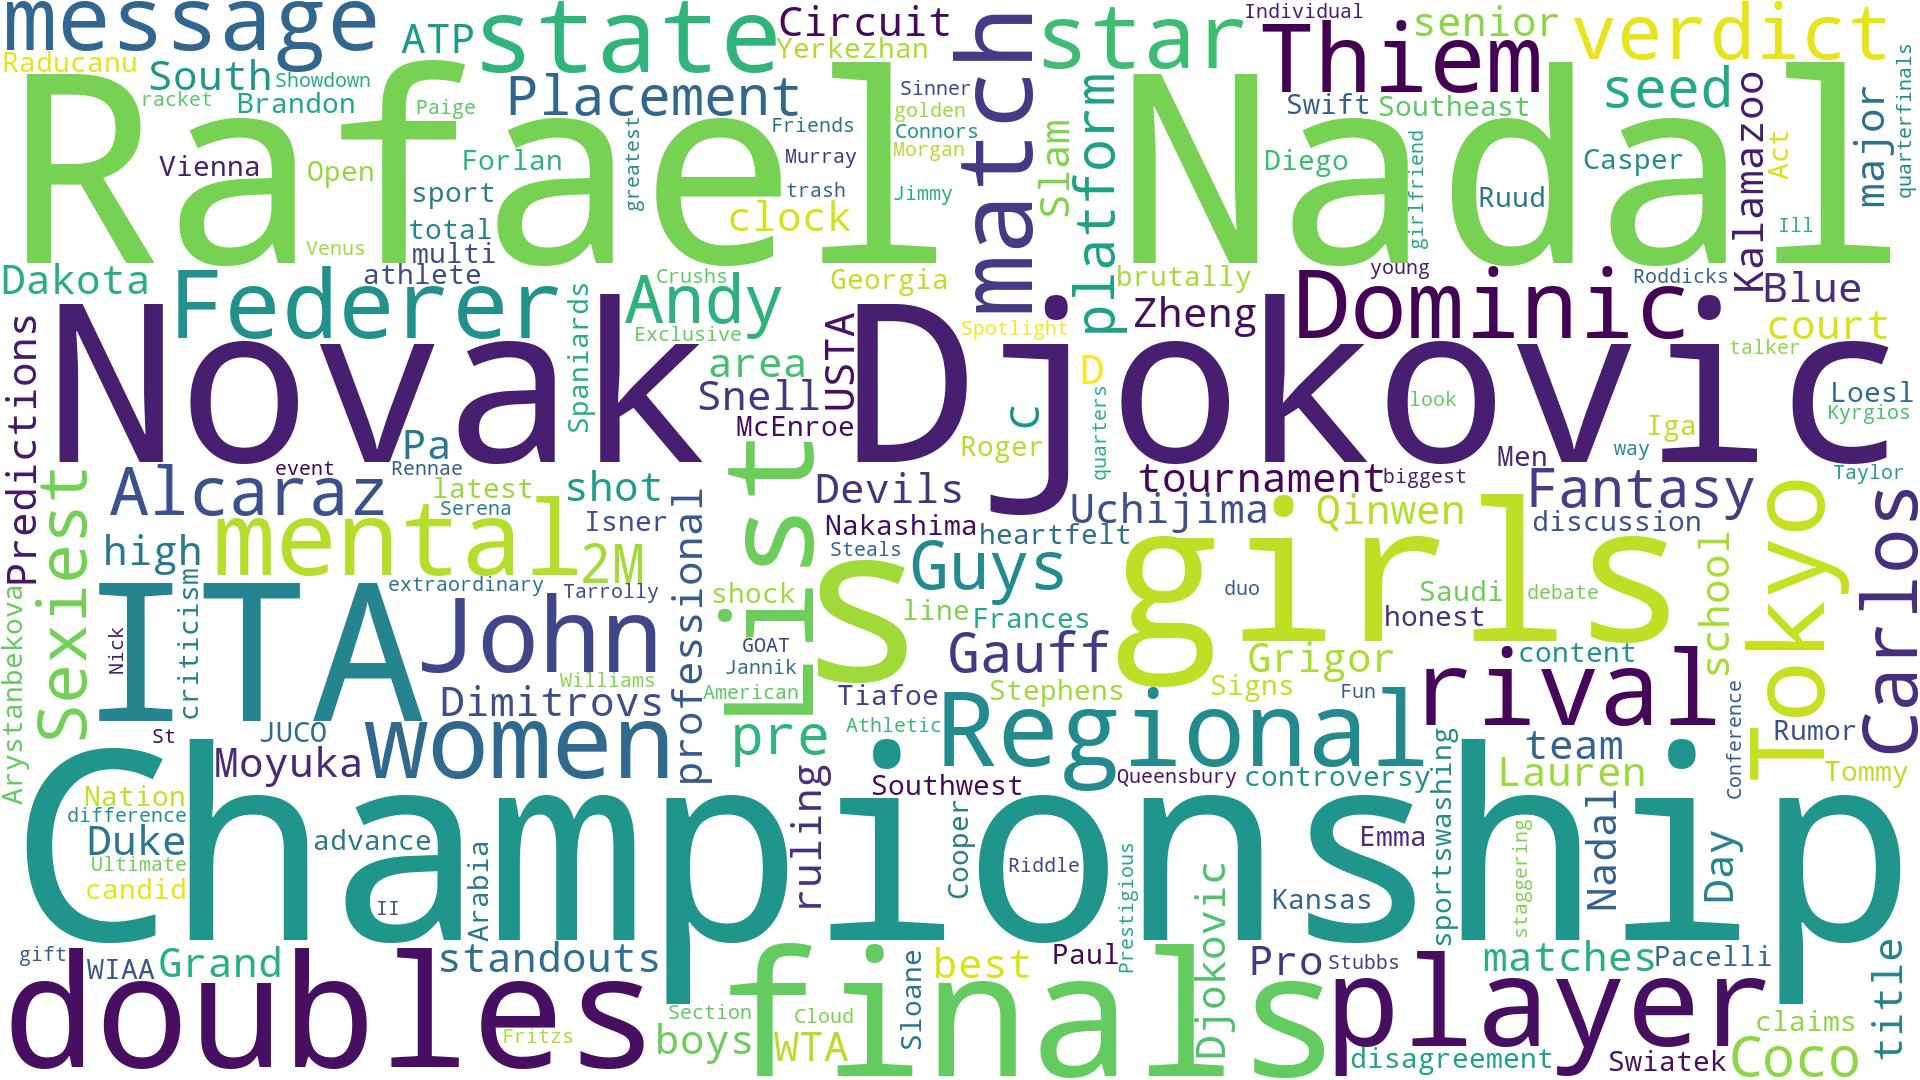 message
ATP
state
Circuit
Yerkezhan
match
star
Individual
Thiem
senior
verdict
Raducanu
South
Showdown
racket
Brandon
Paige
Placement
Sinner
golden
Connors
Morgan
Friends
Murray
trash
Jimmy
Swift
Southeast
seed
Kalamazoo
major
quarterfinals
Rafael
Nadal
Vienna
Open
Forlan
sport
greatest
clock
Slam
platform
Diego
girlfriend
Casper
Ruud
Act
Ill
Venus
total
multi
athlete
Dakota
Federer
Crushs
Andy
Exclusive
Georgia
Spotlight
brutally
Zheng
young
Dominic
Roddicks
Blue
court
talker
Novak
Djokovic
Predictions
Spaniards
area
USTA
Snell
McEnroe
Roger
C
D
quarters
look
Iga
Loesl
Kyrgios
Pa
event
Rennae
Men
way
Taylor
Alcaraz
latest
Serena
shot
Isner
List
Devils
Nakashima
heartfelt
tournament
biggest
Uchijima
Qinwen
Fantasy
discussion
Tokyo
Carlos
Sexiest
high
mental
2M
professional
Steals
Guys
girls
school
Arystanbekova
criticism
extraordinary
Tarrolly
shock
s
line
Frances
duo
Saudi
debate
honest
ITA
Nick
John
GOAT
Jannik
American
Williams
Gauff
Grigor
content
Dimitrovs
Tiafoe
Stephens
Signs
Fun
rival
St
JUCO
women
pre
Athletic
Regional
team
Conference
Rumor
Moyuka
Southwest
Queensbury
controversy
Lauren
Tommy
Championship
Nation
difference
Duke
Ultimate
candid
advance
II
Arabia
ruling
Cooper
Riddle
Prestigious
Emma
Kansas
sportswashing
staggering
Nadal
Day
gift
WIAA
Grand
standouts
Sloane
best
Paul
Djokovic
Pro
Stubbs
matches
Pacelli
title
doubles
Fritzs
Section
boys
Cloud
WTA
finals
player
disagreement
Swiatek
claims
Coco